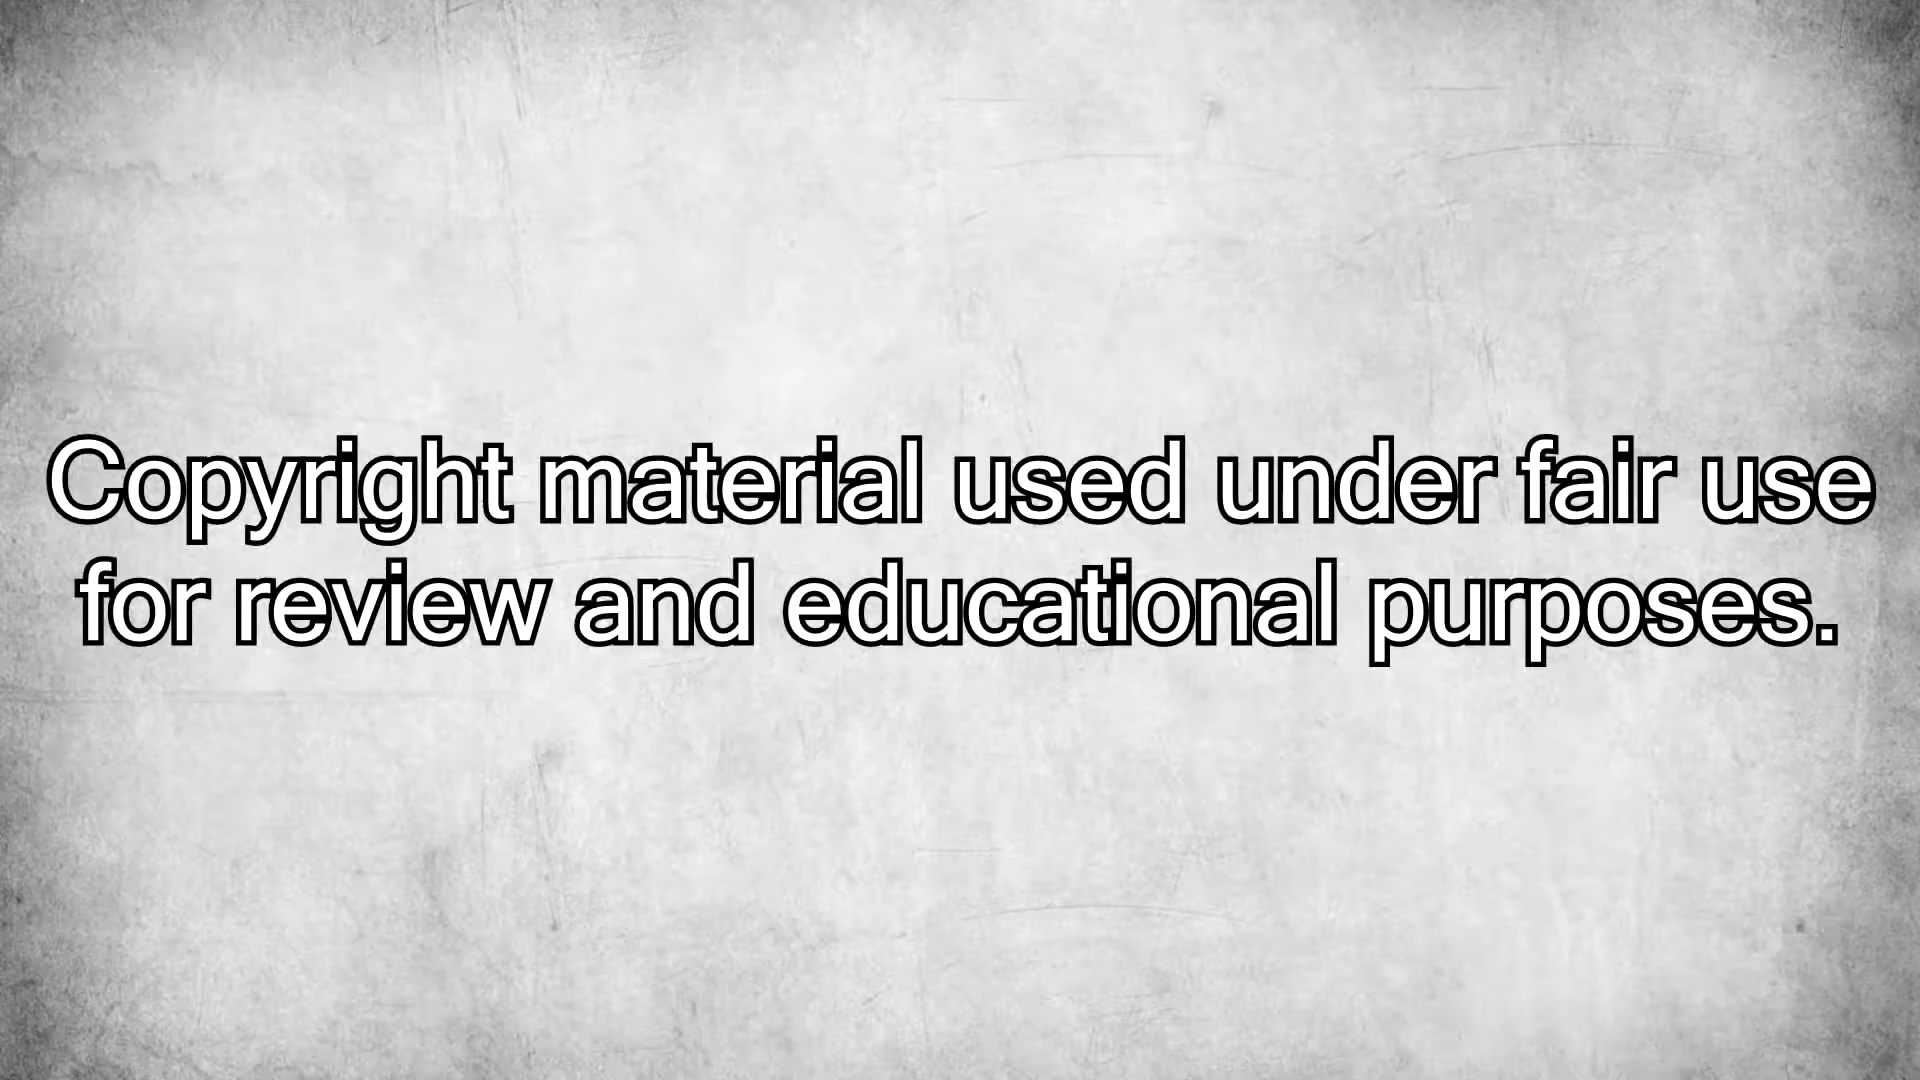 Copyright material used under fair use
for review and educational purposes.